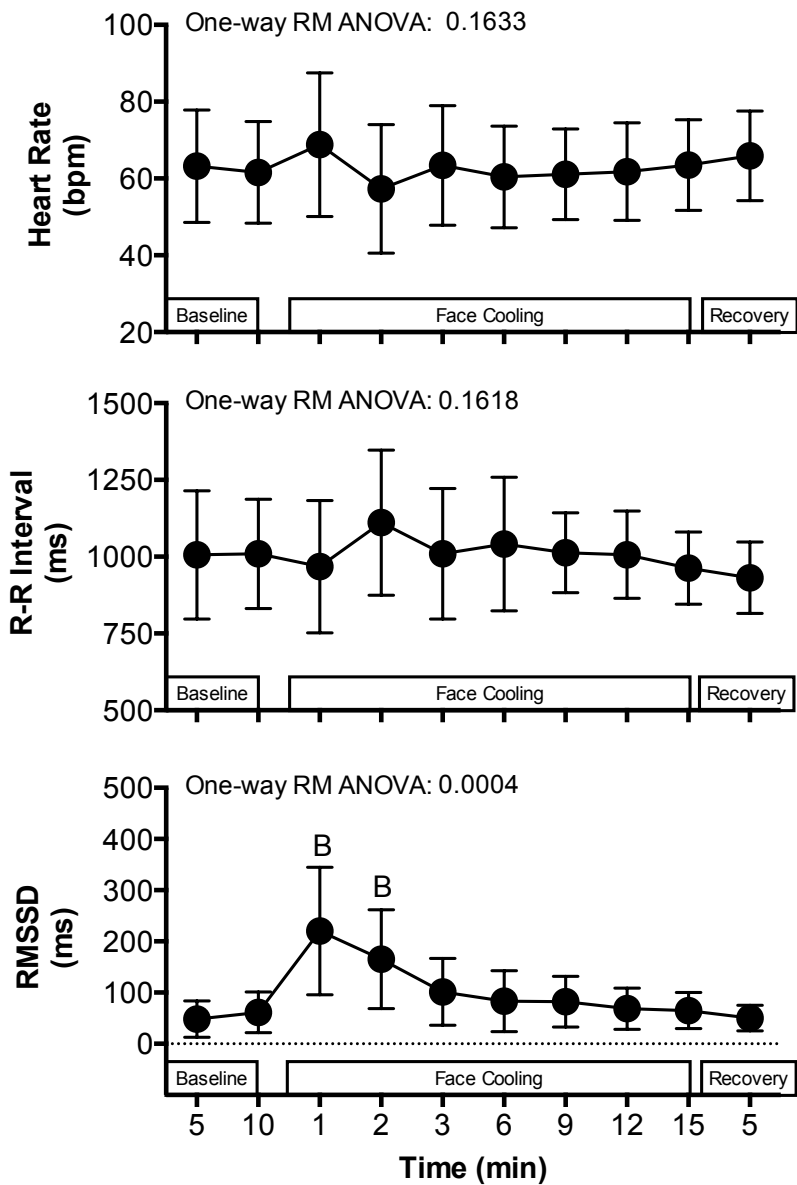 One-way RM ANOVA: 0.1633
Heart Rate
(bpm)
100
80
60
40
20
Baseline
Face Cooling
Recovery
One-way RM ANOVA: 0.1618
R-R Interval
(ms)
1500
1250
1000
750
500
Baseline
Face Cooling
Recovery
One-way RM ANOVA: 0.0004
RMSSD
(ms)
500
400
300
200
100
0
B
B
Baseline
Face Cooling
Recovery
5 10 1 2 3 6 9 12 15 5
Time (min)